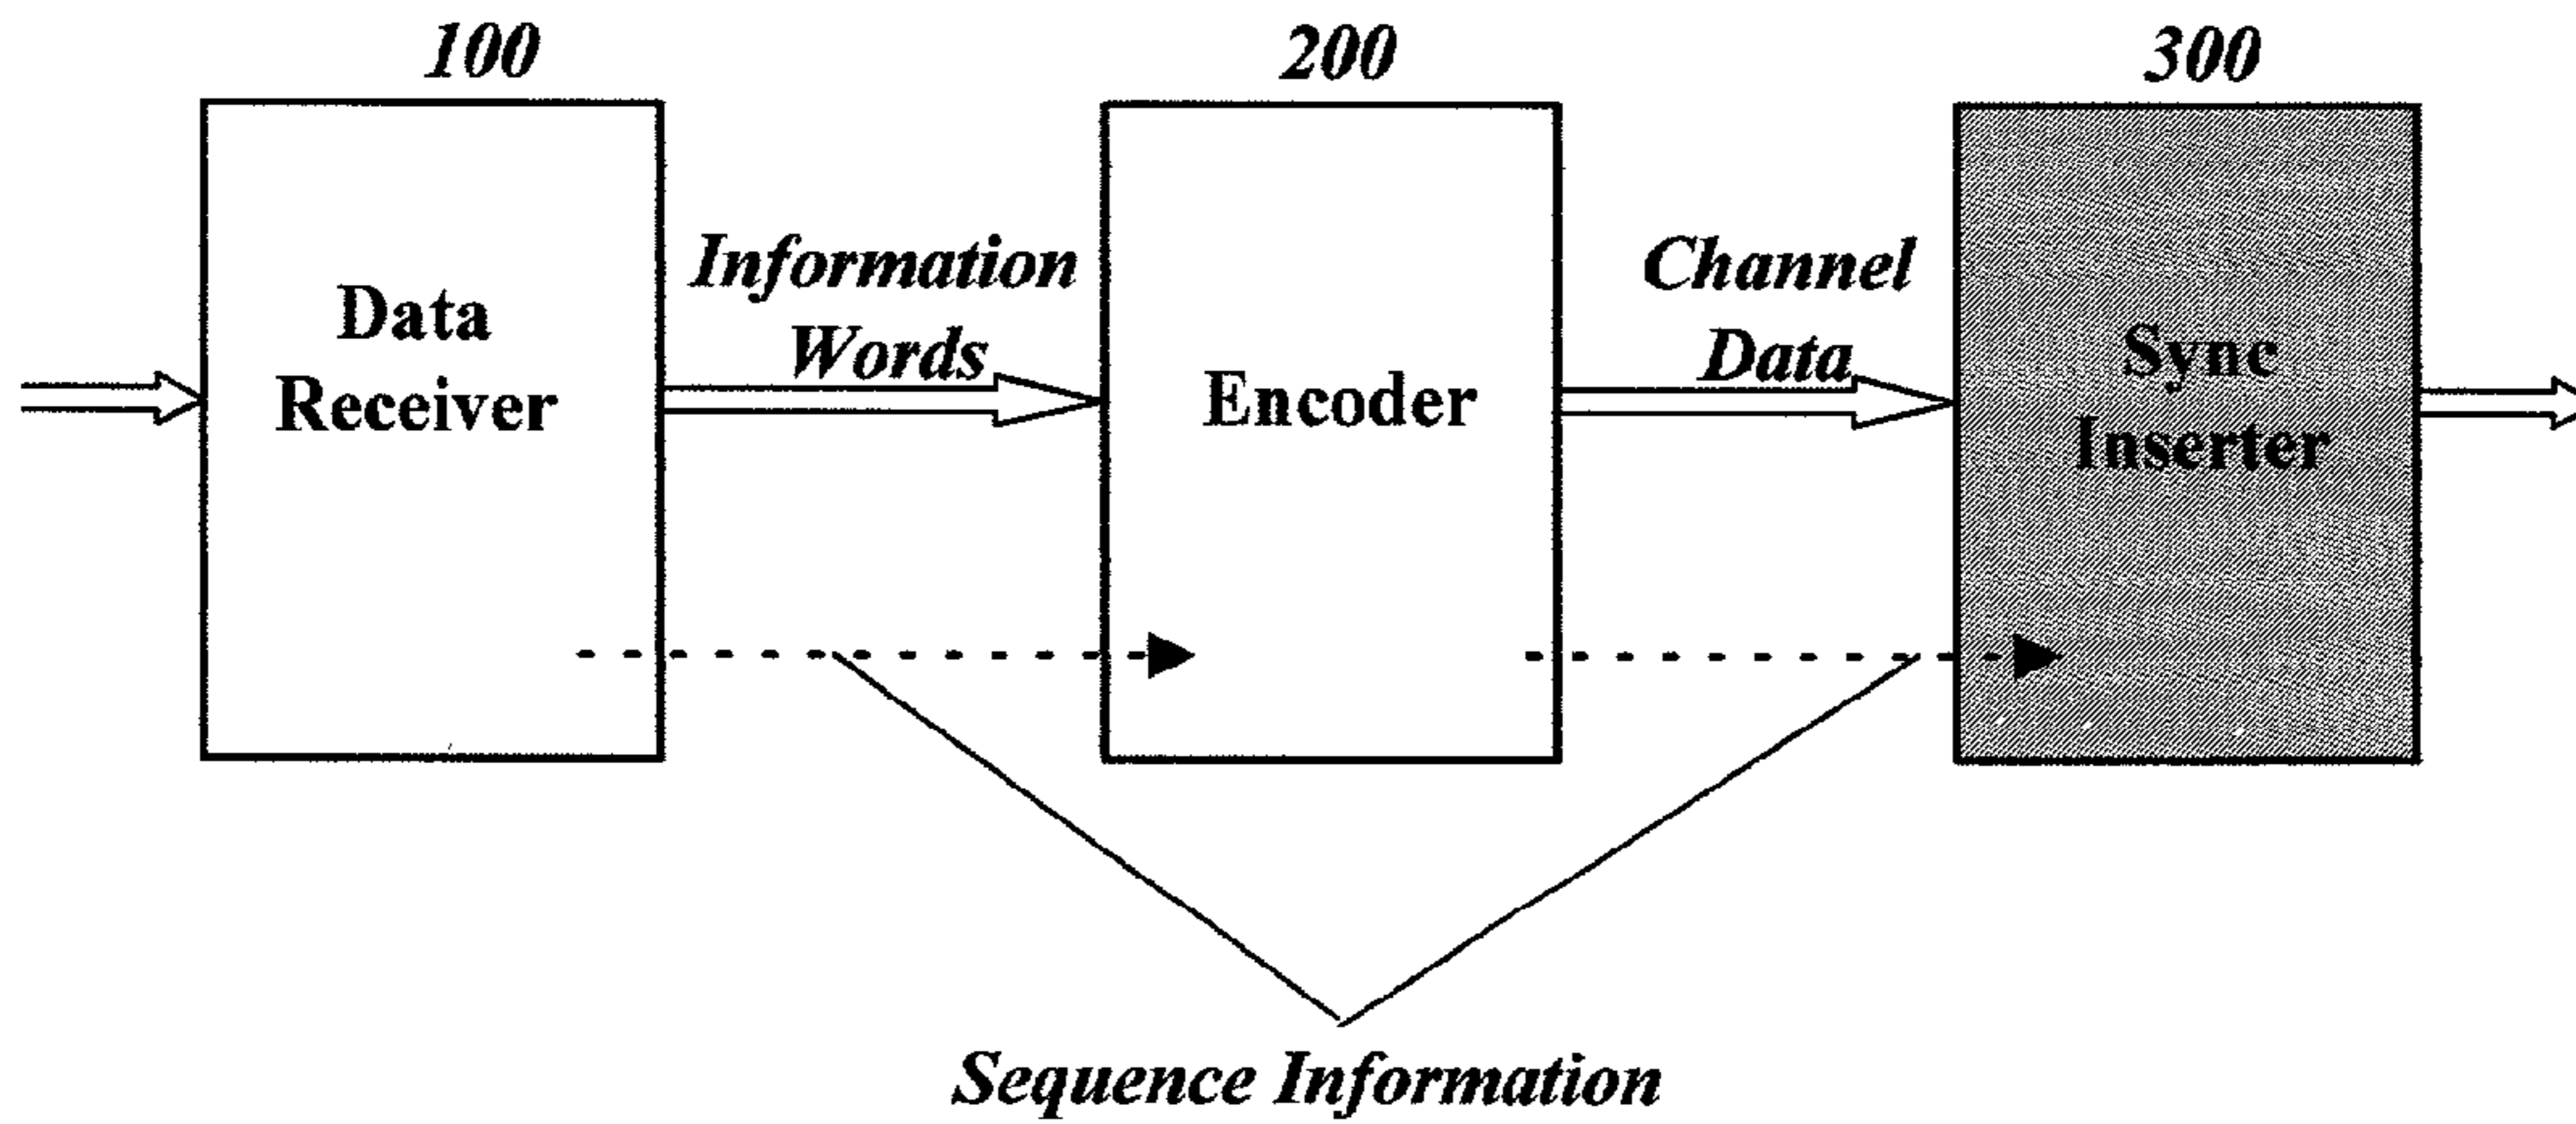 100
200
300
Data
Receiver
Information
Words
Encoder
Channel
Data
Sync
Inserter
Sequence Information